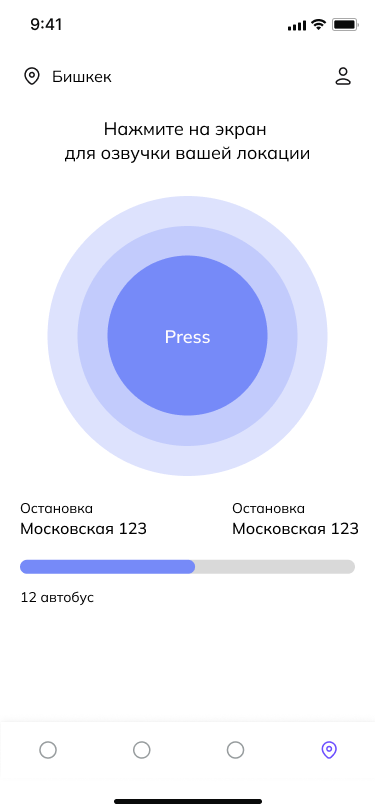 9:41
Бишкек
Нажмите на экран
для озвучки вашей локации
Press
Остановка
Московская 123
Остановка
Московская 123
12 автобус